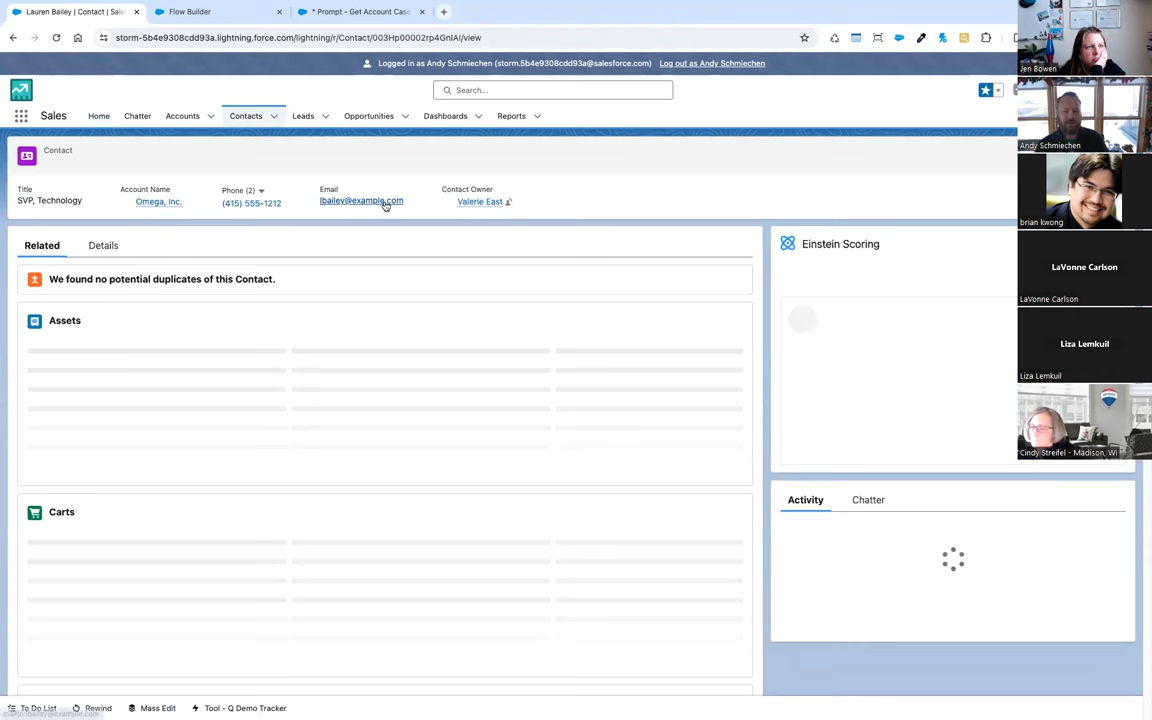 Lauren Bailey | Contact | Sale
Flow Builder
* Prompt - Get Account Case
storm-5b4e9308cdd93a.lightning.force.com/lightning/r/Contact/003Hp00002rp4GnIAI/view
Logged in as Andy Schmiechen (storm.5b4e9308cdd93a@salesforce.com) Log out as Andy Schmiechen
Search...
Sales
Home
Chatter
Accounts
Contacts
Leads
Opportunities
Dashboards
Reports
Contact
Title
SVP, Technology
Account Name
Omega, Inc.
Phone (2)
(415) 555-1212
Email
lbailey@example.com
Contact Owner
Valerie East
Related
Details
We found no potential duplicates of this Contact.
Assets
Carts
Einstein Scoring
Activity
Chatter
To Do List
Rewind
Mass Edit
Tool - Q Demo Tracker
mailto:lbailey@example.com
Jen Bowen
Andy Schmiechen
brian kwong
LaVonne Carlson
LaVonne Carlson
Liza Lemkuil
Liza Lemkuil
Cindy Streifel - Madison, Wi